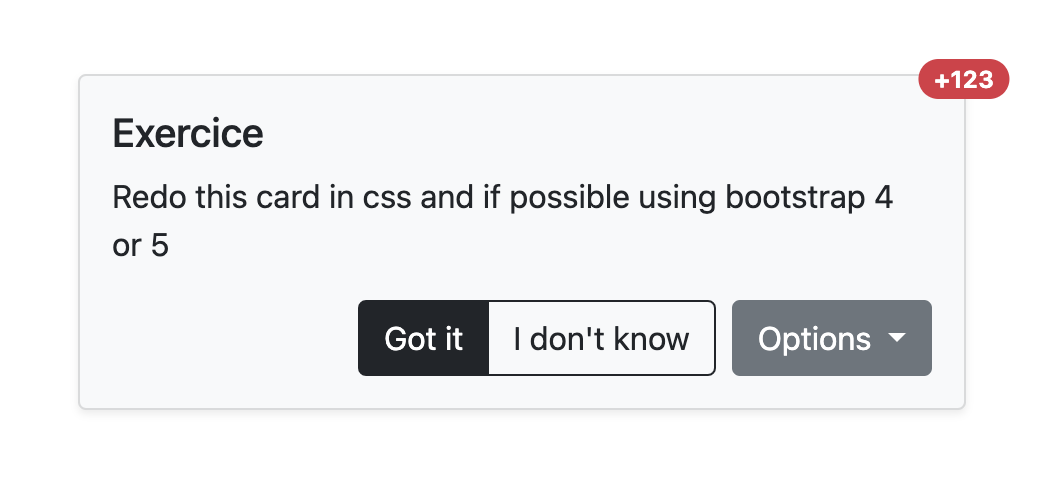 +123
Exercice
Redo this card in css and if possible using bootstrap 4
or 5
Got it I don't know Options